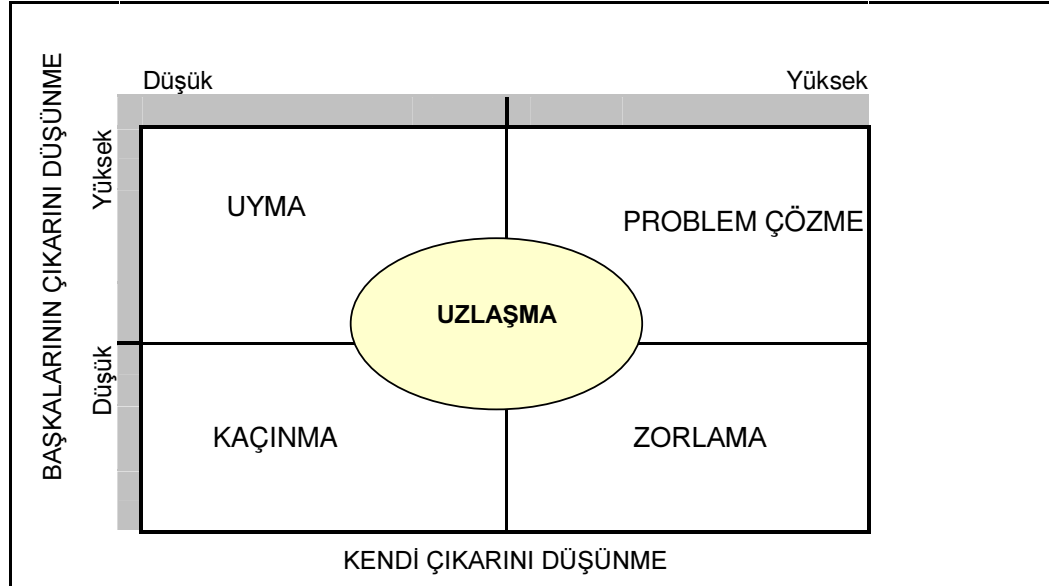 BAŞKALARININ ÇIKARINI DÜŞÜNME
Düşük
Yüksek
Yüksek
UYMA
PROBLEM ÇÖZME
UZLAŞMA
Düşük
KAÇINMA
ZORLAMA
KENDİ ÇIKARINI DÜŞÜNME